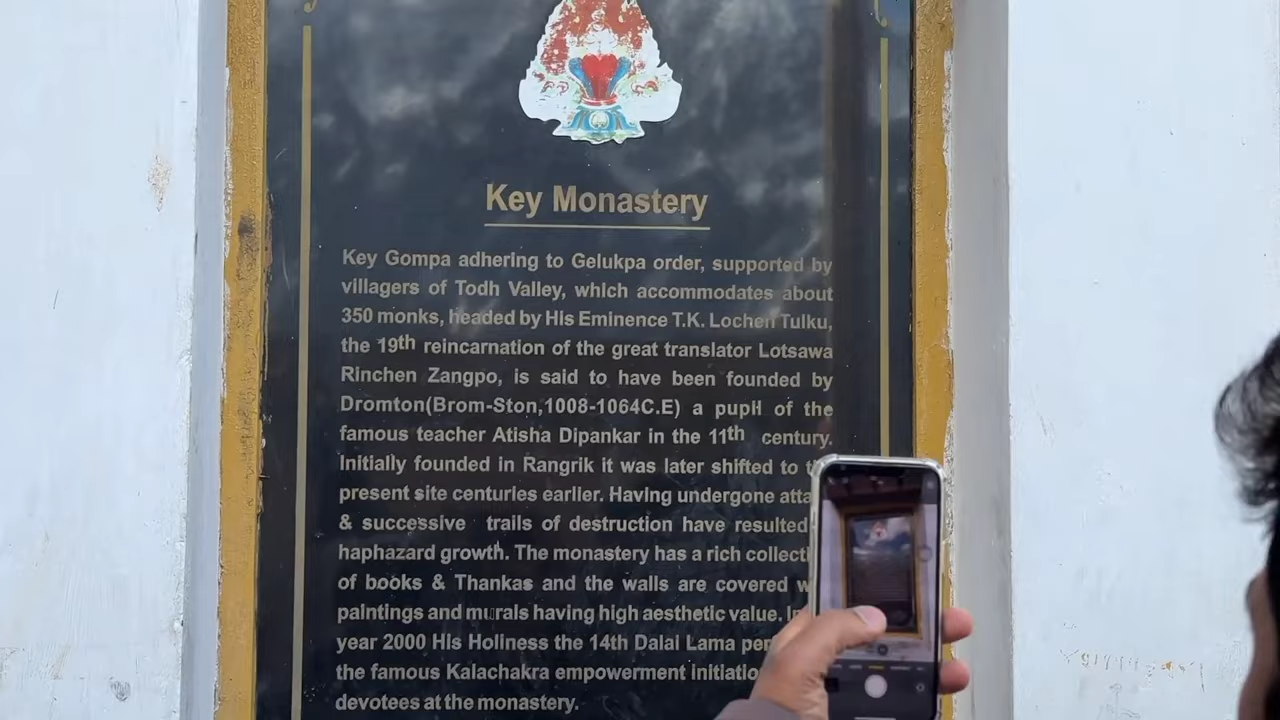 Key Monastery
Key Gompa adhering to Gelukpa order, supported by
villagers of Todh Valley, which accommodates about
350 monks, headed by His Eminence T.K. Lochen Tulku,
the 19th reincarnation of the great translator Lotsawa
Rinchen Zangpo, is said to have been founded by
Dromton(Brom-Ston,1008-1064C.E) a pupil of the
famous teacher Atisha Dipankar in the 11th century.
Initially founded in Rangrik it was later shifted to
present site centuries earlier. Having undergone
& successive trails of destruction have resulted
haphazard growth. The monastery has a rich
of books & Thankas and the walls are covered
paintings and murals having high aesthetic value.
year 2000 His Holiness the 14th Dalai Lama
the famous Kalachakra empowerment
devotees at the monastery.